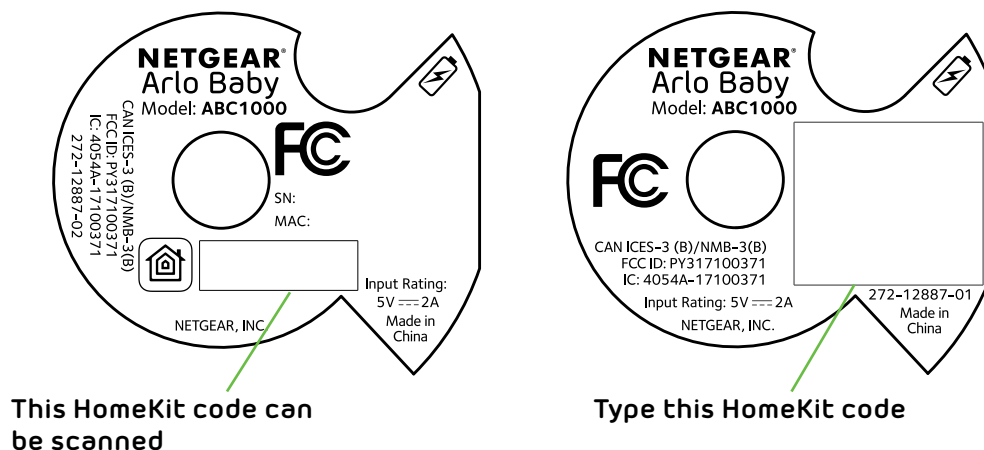 NETGEAR®
Arlo Baby
Model: ABC1000
CAN ICES-3 (B)/NMB-3(B)
FCC ID: PY317100371
IC: 4054A-17100371
272-12887-02
FC
SN:
MAC:
Input Rating:
5V ⎓ 2A
Made in
China
NETGEAR, INC.
This HomeKit code can
be scanned
NETGEAR®
Arlo Baby
Model: ABC1000
FC
CAN ICES-3 (B)/NMB-3(B)
FCC ID: PY317100371
IC: 4054A-17100371
Input Rating: 5V ⎓ 2A
NETGEAR, INC.
272-12887-01
Made in
China
Type this HomeKit code